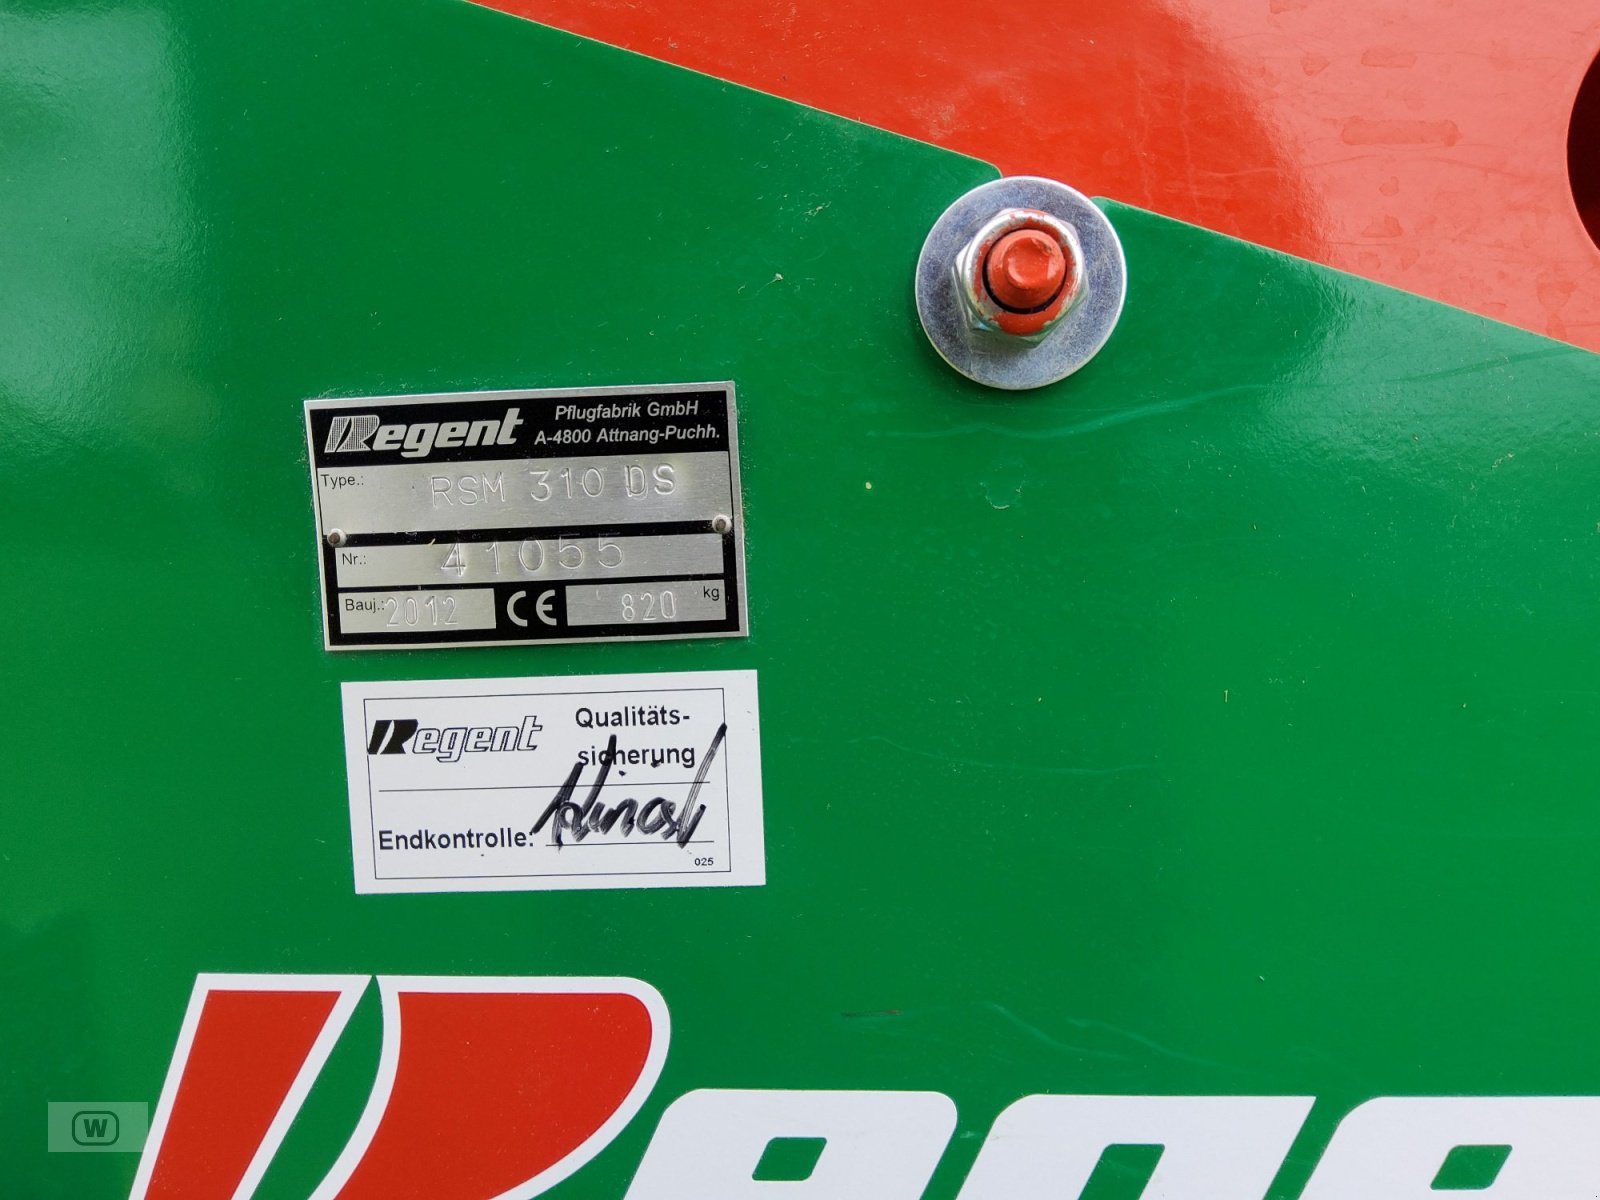 Regent Pflugfabrik GmbH
A-4800 Attnang-Puchh.
Type.: RSM 310 DS
Nr.: 41055
Bauj.: 2012 CE 820 kg
Regent Qualitäts-
sicherung
Endkontrolle:
025
Rege
W